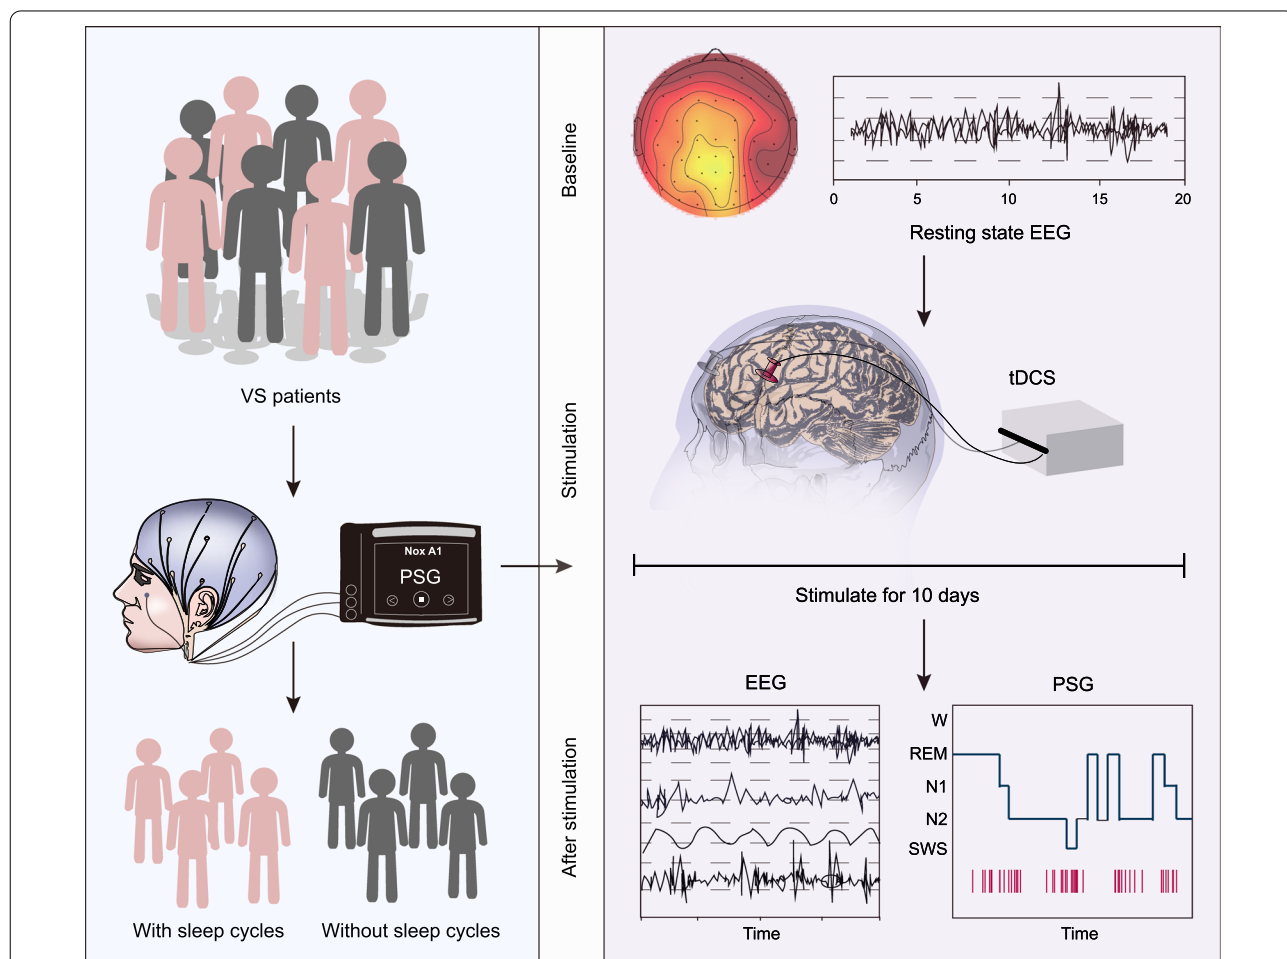 VS patients
Nox A1
PSG
With sleep cycles
Without sleep cycles
Baseline
Stimulation
After stimulation
0 5 10 15 20
Resting state EEG
tDCS
Stimulate for 10 days
EEG
Time
PSG
W
REM
N1
N2
SWS
Time